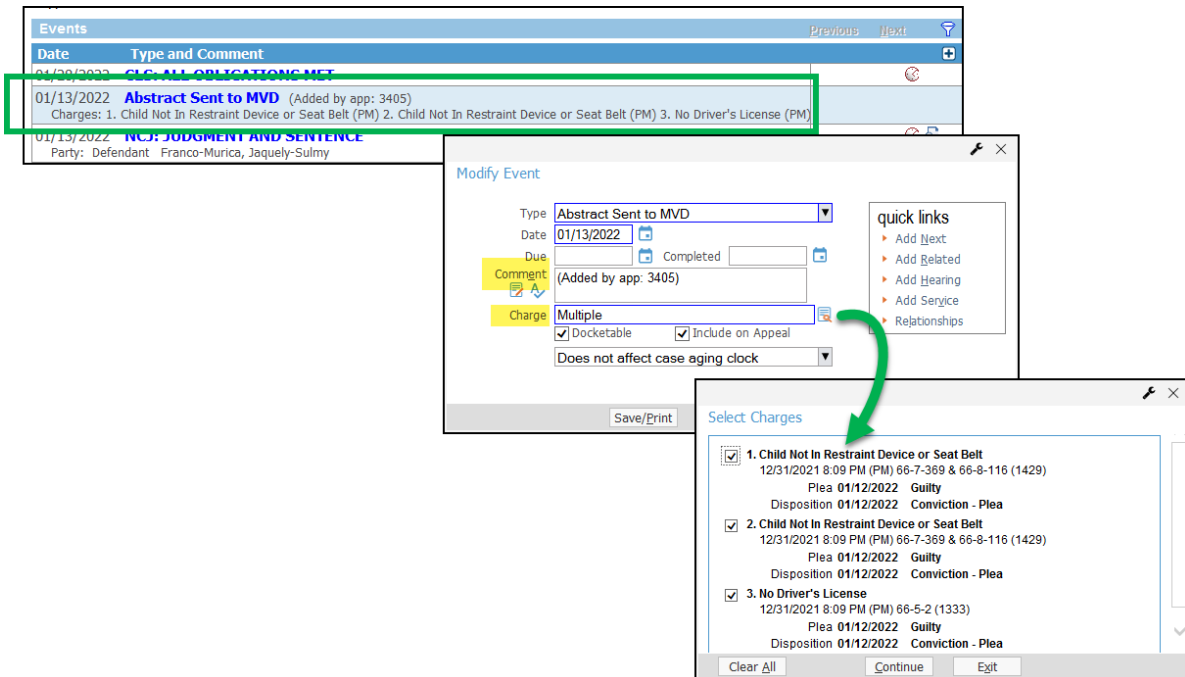 Events Previous Next
Date Type and Comment
01/28/2022 CLS: ALL OBLIGATIONS MET
01/13/2022 Abstract Sent to MVD (Added by app: 3405)
Charges: 1. Child Not In Restraint Device or Seat Belt (PM) 2. Child Not In Restraint Device or Seat Belt (PM) 3. No Driver's License (PM)
01/13/2022 NCJ: JUDGMENT AND SENTENCE
Party: Defendant Franco-Murica, Jaquely-Sulmy
Modify Event
Type Abstract Sent to MVD
Date 01/13/2022
Due Completed
Comment (Added by app: 3405)
Charge Multiple
Docketable Include on Appeal
Does not affect case aging clock
Save/Print
quick links
Add Next
Add Related
Add Hearing
Add Service
Relationships
Select Charges
1. Child Not In Restraint Device or Seat Belt
12/31/2021 8:09 PM (PM) 66-7-369 & 66-8-116 (1429)
Plea 01/12/2022 Guilty
Disposition 01/12/2022 Conviction - Plea
2. Child Not In Restraint Device or Seat Belt
12/31/2021 8:09 PM (PM) 66-7-369 & 66-8-116 (1429)
Plea 01/12/2022 Guilty
Disposition 01/12/2022 Conviction - Plea
3. No Driver's License
12/31/2021 8:09 PM (PM) 66-5-2 (1333)
Plea 01/12/2022 Guilty
Disposition 01/12/2022 Conviction - Plea
Clear All Continue Exit